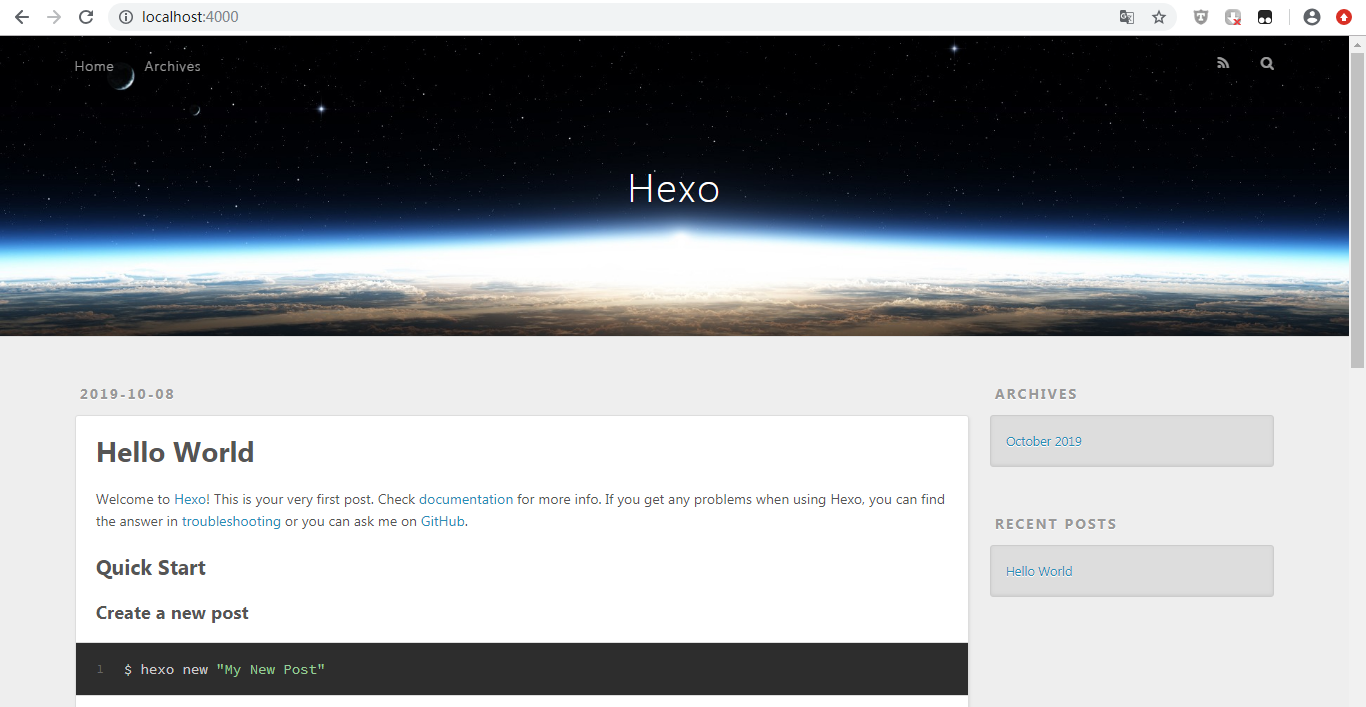 localhost:4000
Home Archives
Hexo
2019-10-08
Hello World
Welcome to Hexo! This is your very first post. Check documentation for more info. If you get any problems when using Hexo, you can find
the answer in troubleshooting or you can ask me on GitHub.
Quick Start
Create a new post
1 $ hexo new "My New Post"
ARCHIVES
October 2019
RECENT POSTS
Hello World